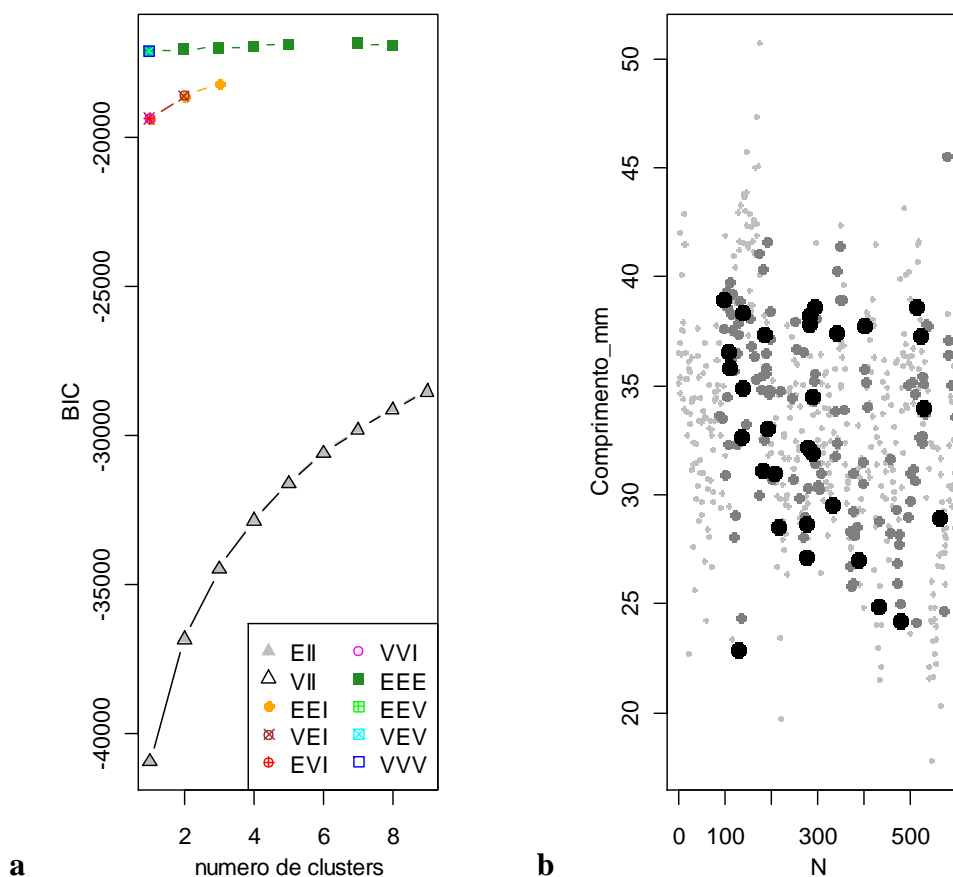 -20000
-25000
-30000
-35000
-40000
BIC
2
4
6
8
numero de clusters
EII
VII
EEI
VEI
EVI
VVI
EEE
EEV
VEV
VVV
a
50
45
40
35
30
25
20
Comprimento_mm
0
100
300
500
N
b